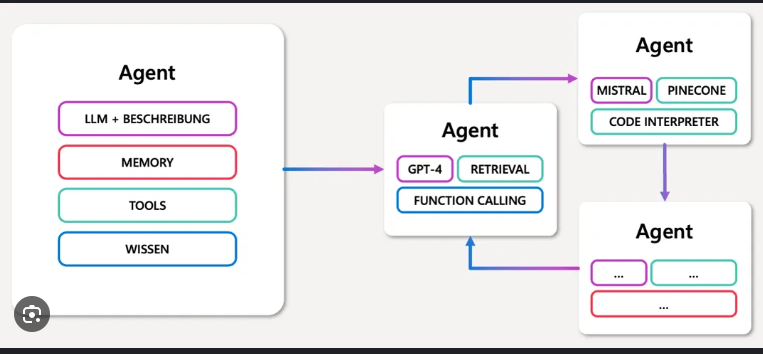 Agent
LLM + BESCHREIBUNG
MEMORY
TOOLS
WISSEN
Agent
GPT-4 RETRIEVAL
FUNCTION CALLING
Agent
MISTRAL PINECONE
CODE INTERPRETER
Agent
... ...
...